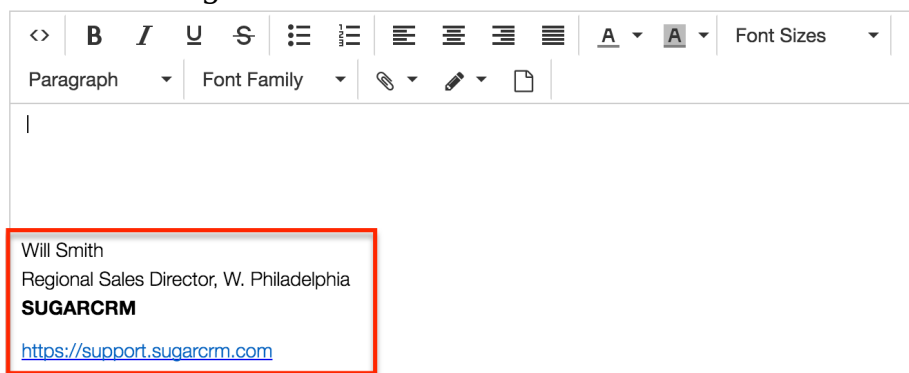 B I U S A A Font Sizes
Paragraph Font Family
Will Smith
Regional Sales Director, W. Philadelphia
SUGARCRM
https://support.sugarcrm.com